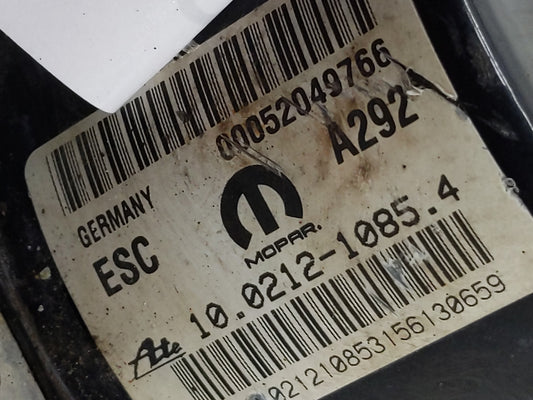 00052049766
GERMANY
A292
ESC
MOPAR
10.0212-1085.4
Ate
0212108531561306​59